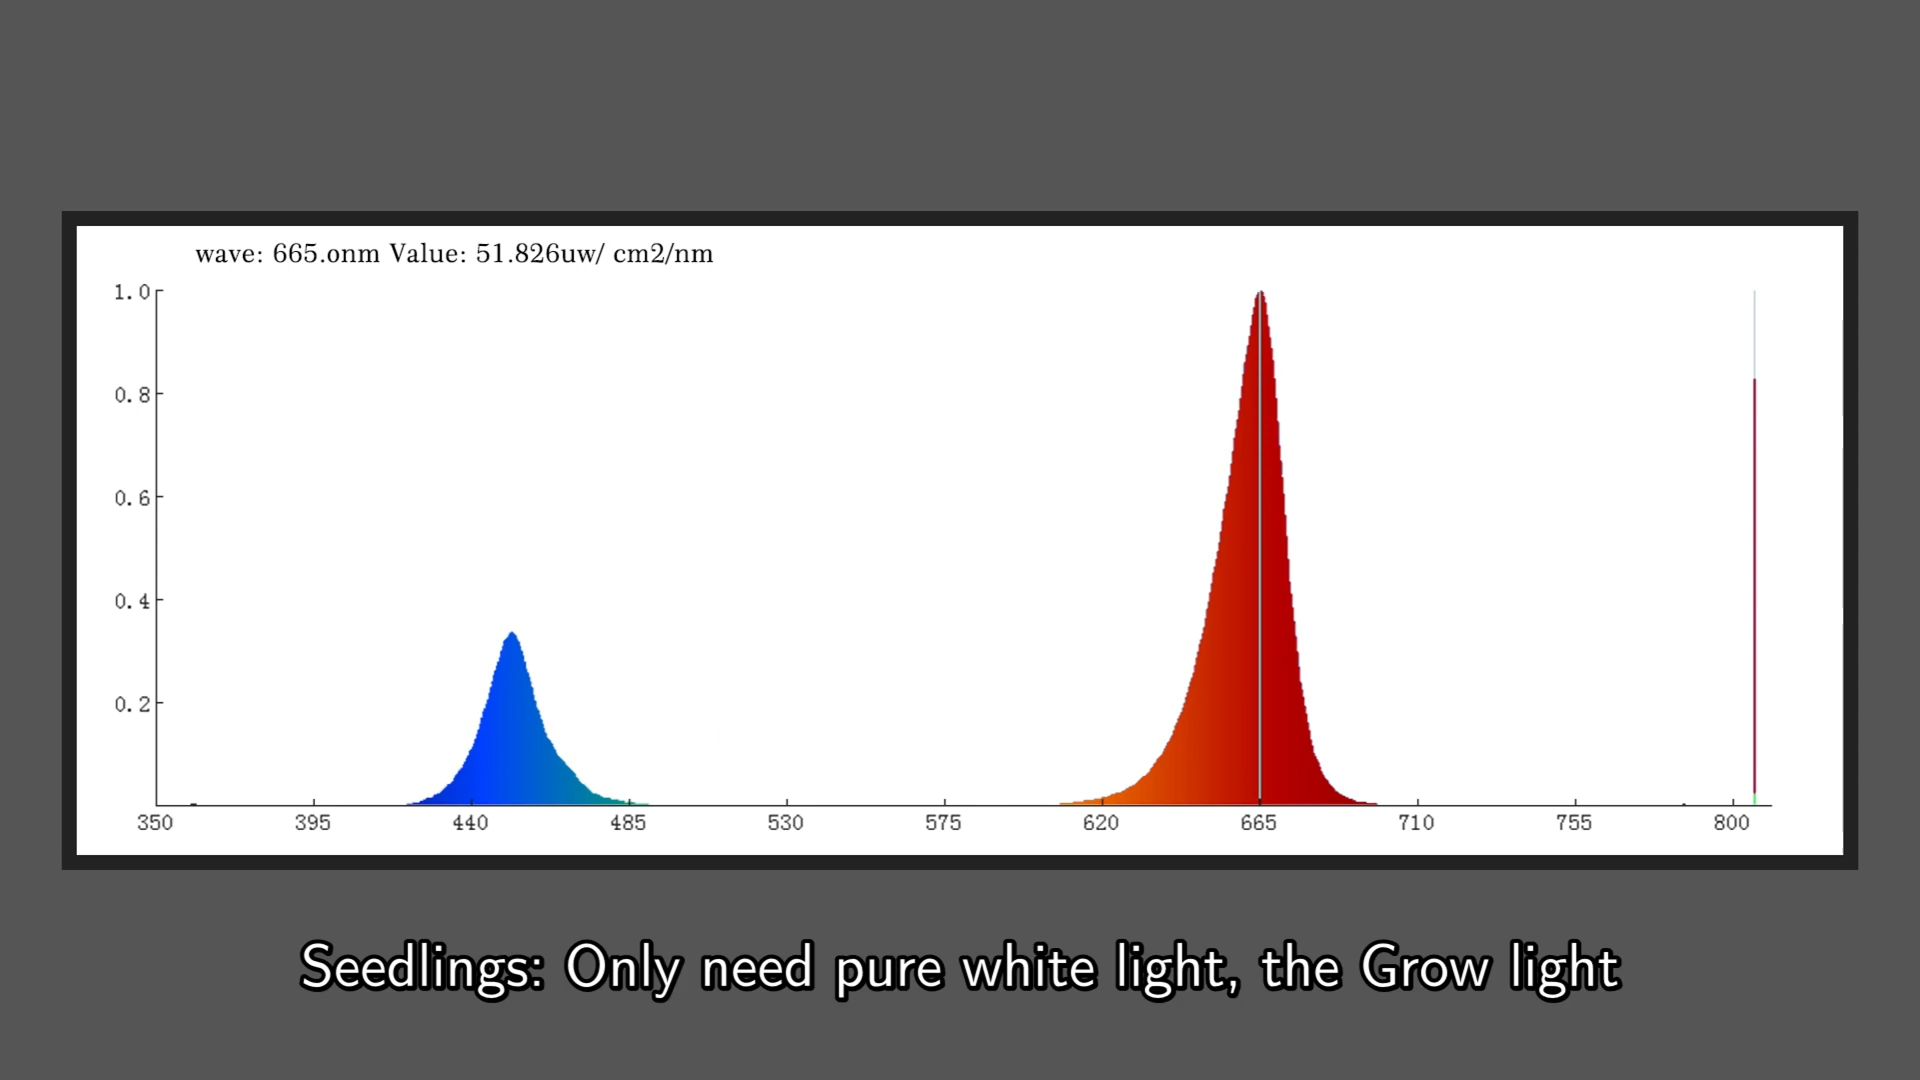 wave: 665.onm Value: 51.826uw/ cm2/nm
1.0
0.8
0.6
0.4
0.2
350 395 440 485 530 575 620 665 710 755 800
Seedlings: Only need pure white light, the Grow light